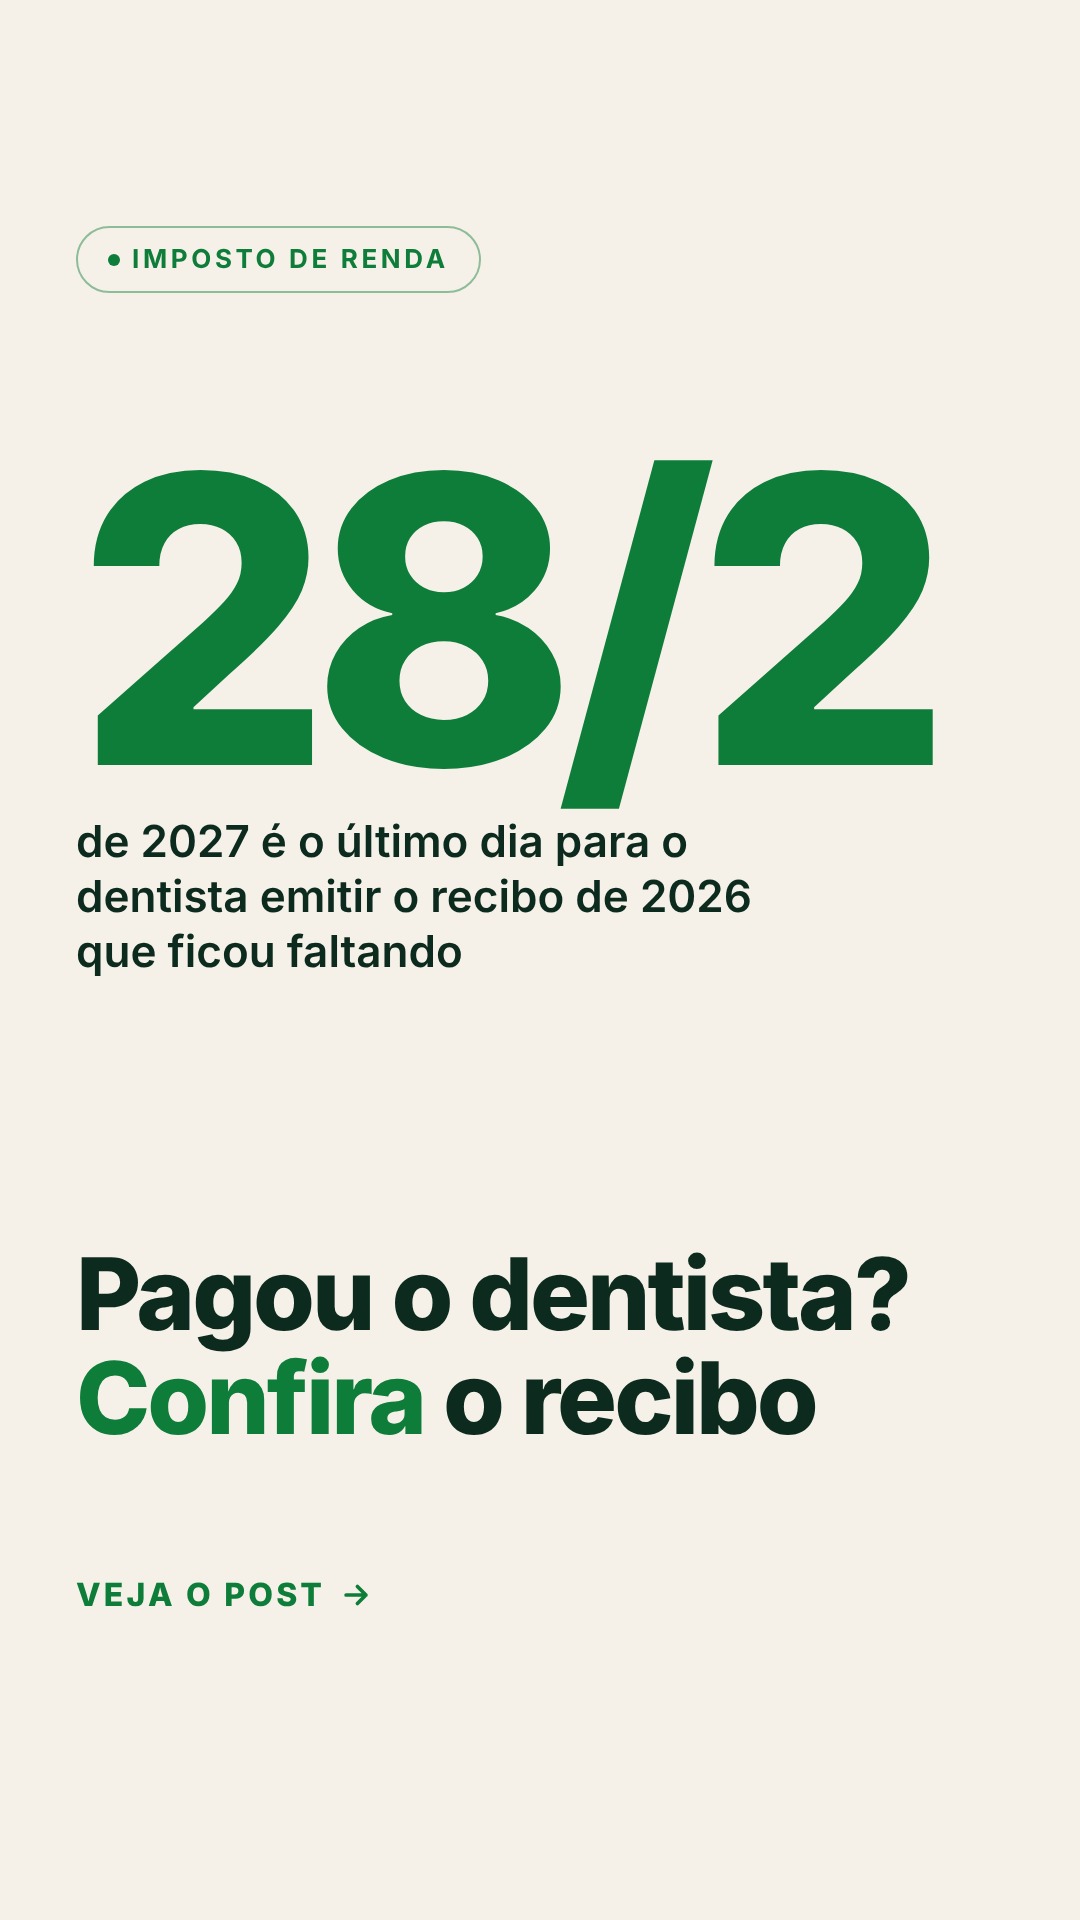 IMPOSTO DE RENDA
28/2
de 2027 é o último dia para o
dentista emitir o recibo de 2026
que ficou faltando
Pagou o dentista?
Confira o recibo
VEJA O POST →